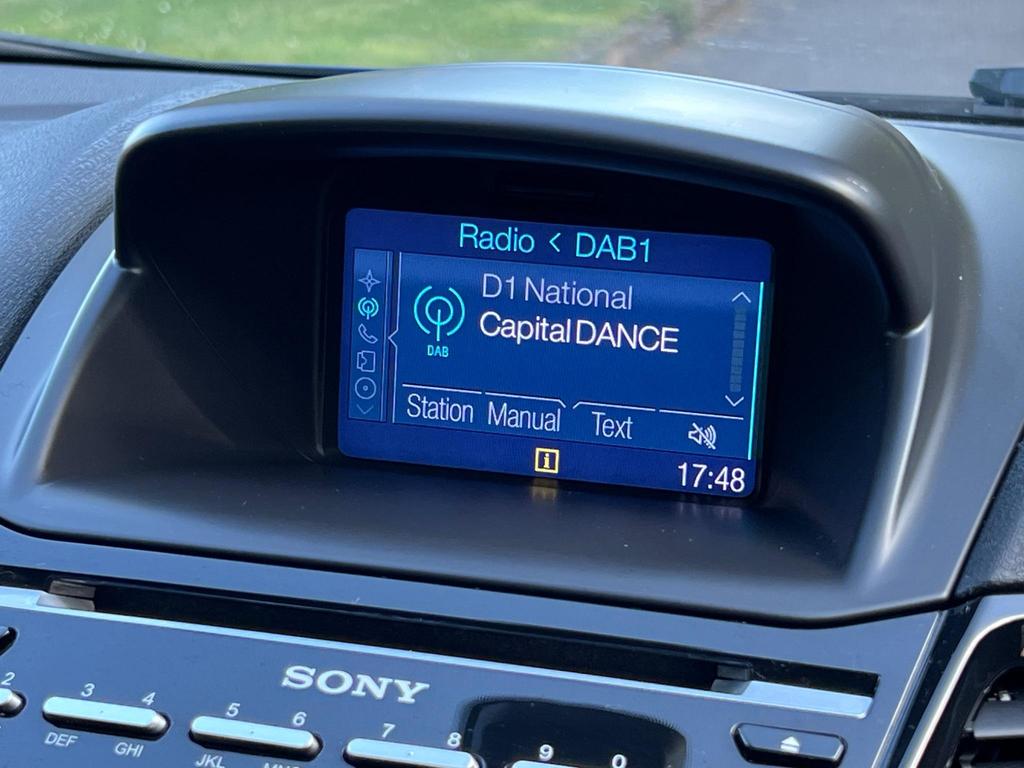 Radio < DAB1
D1 National
Capital DANCE
DAB
Station Manual Text
i
17:48
SONY
2 3 4 5 6 7 8 9 0
DEF GHI JKL